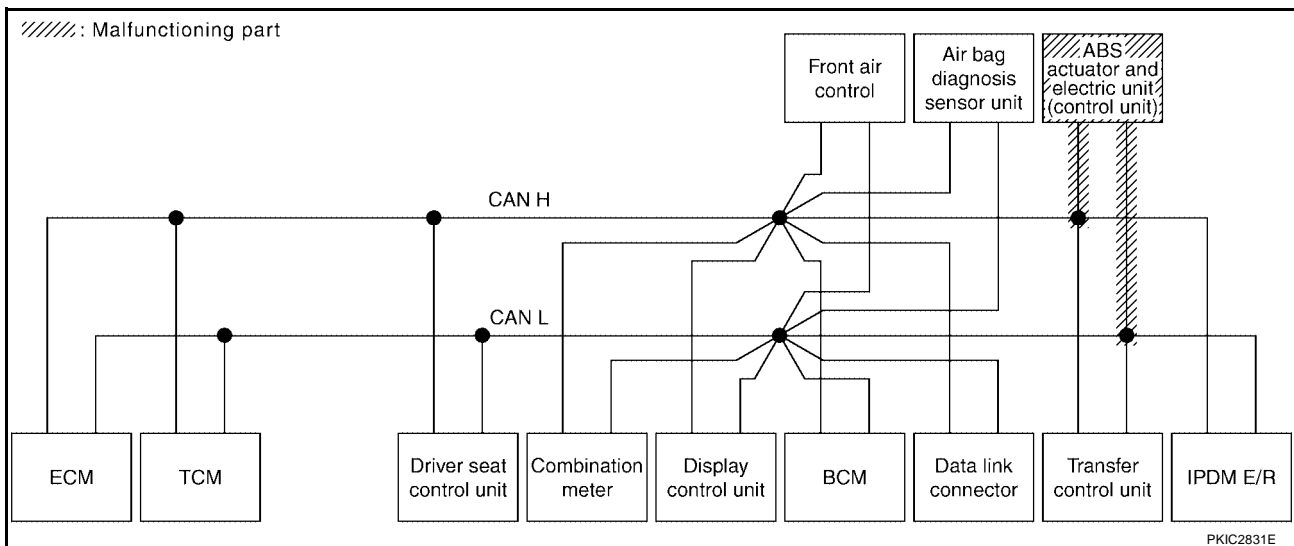 : Malfunctioning part
Front air
control
Air bag
diagnosis
sensor unit
ABS
actuator and
electric unit
(control unit)
CAN H
CAN L
ECM
TCM
Driver seat
control unit
Combination
meter
Display
control unit
BCM
Data link
connector
Transfer
control unit
IPDM E/R
PKIC2831E